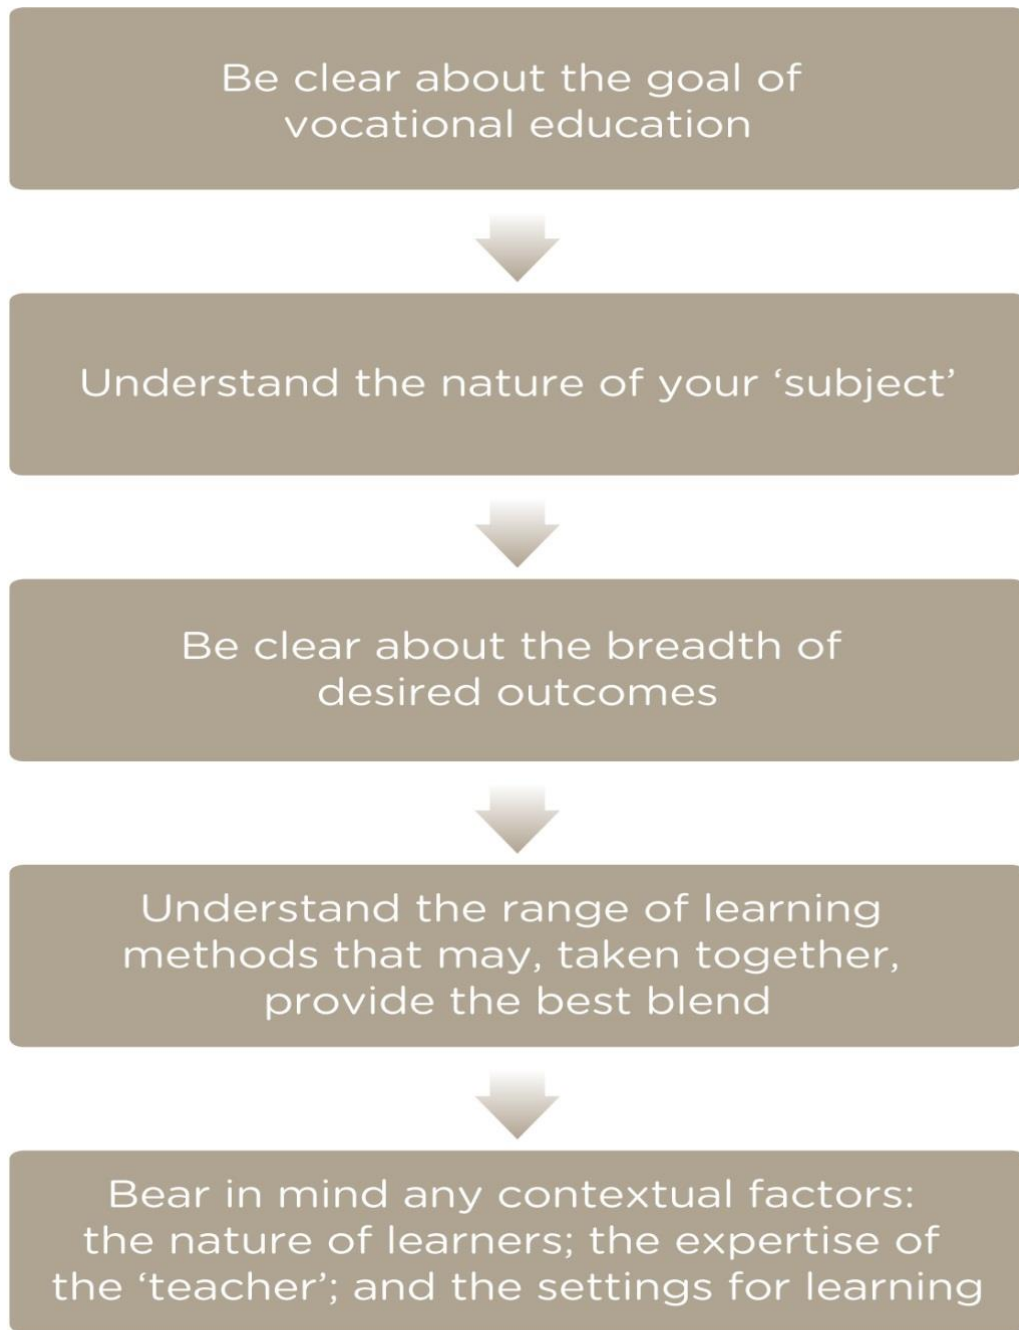 Be clear about the goal of
vocational education
Understand the nature of your ‘subject’
Be clear about the breadth of
desired outcomes
Understand the range of learning
methods that may, taken together,
provide the best blend
Bear in mind any contextual factors:
the nature of learners; the expertise of
the ‘teacher’; and the settings for learning